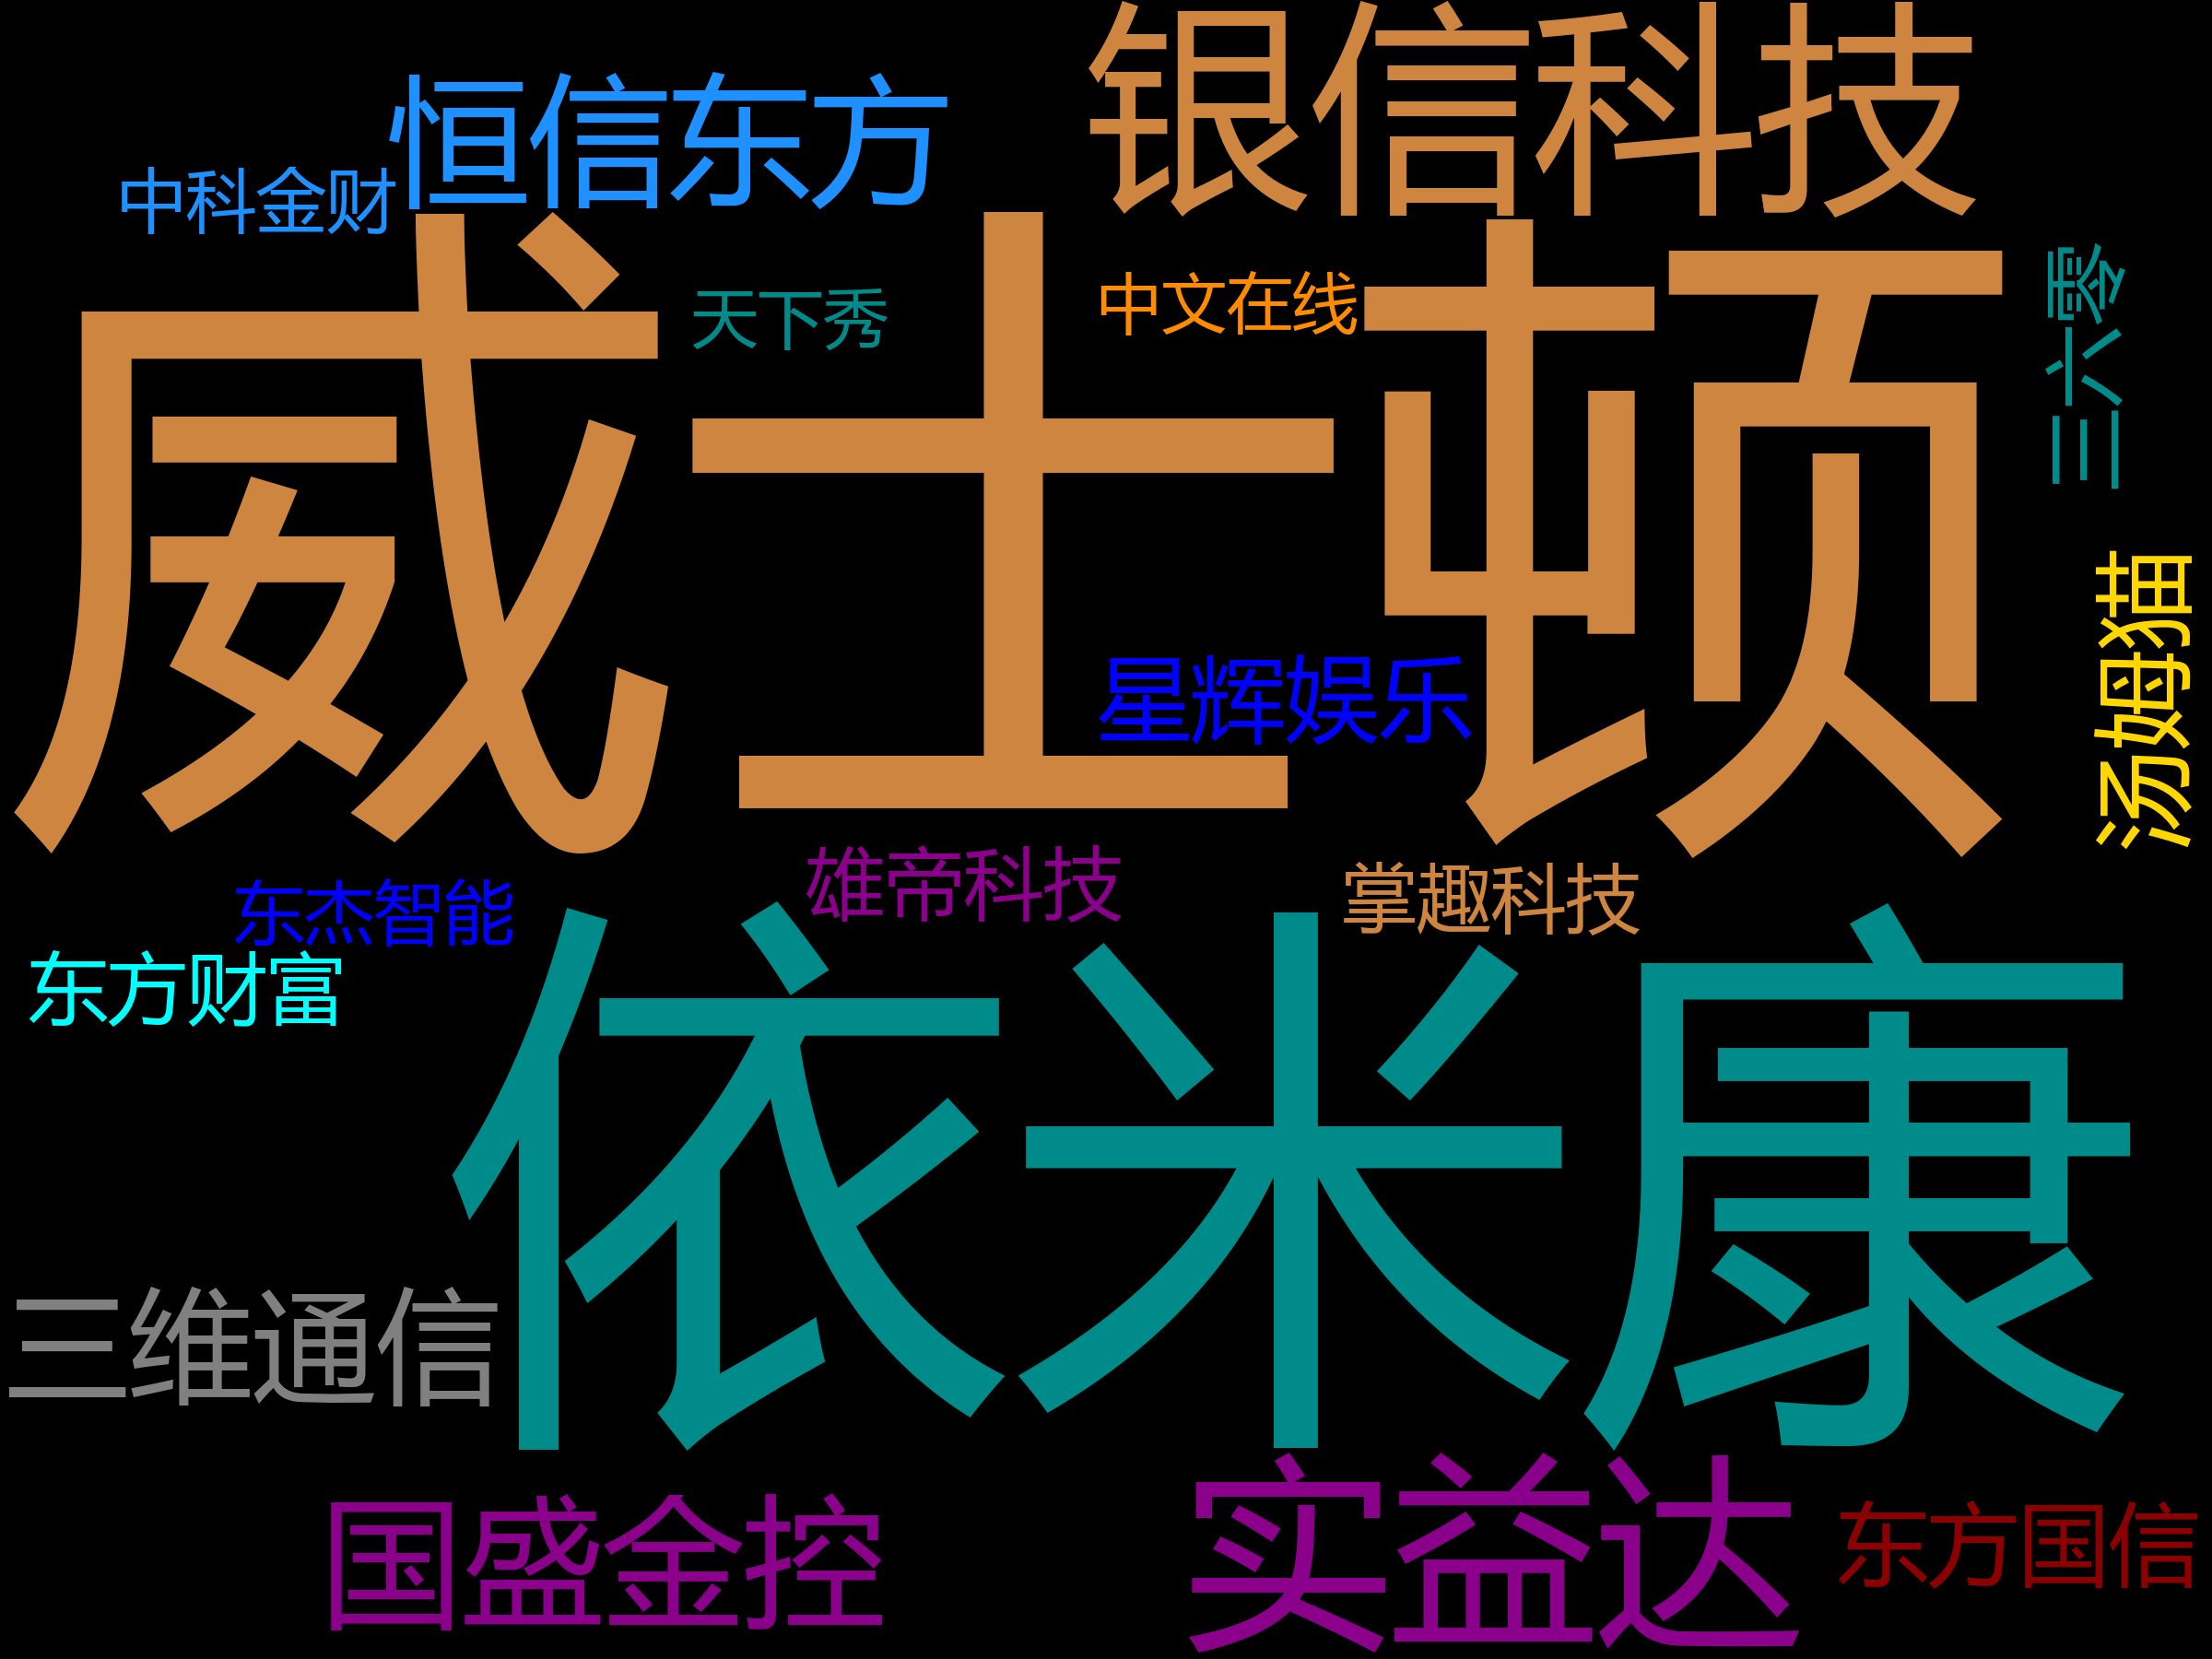 银信科技
恒信东方
中科金财
威士顿
天下秀
中文在线
三六零
汤姆猫
星辉娱乐
雄帝科技
掌趣科技
东杰智能
东方财富
依米康
三维通信
国盛金控
实益达
东方国信